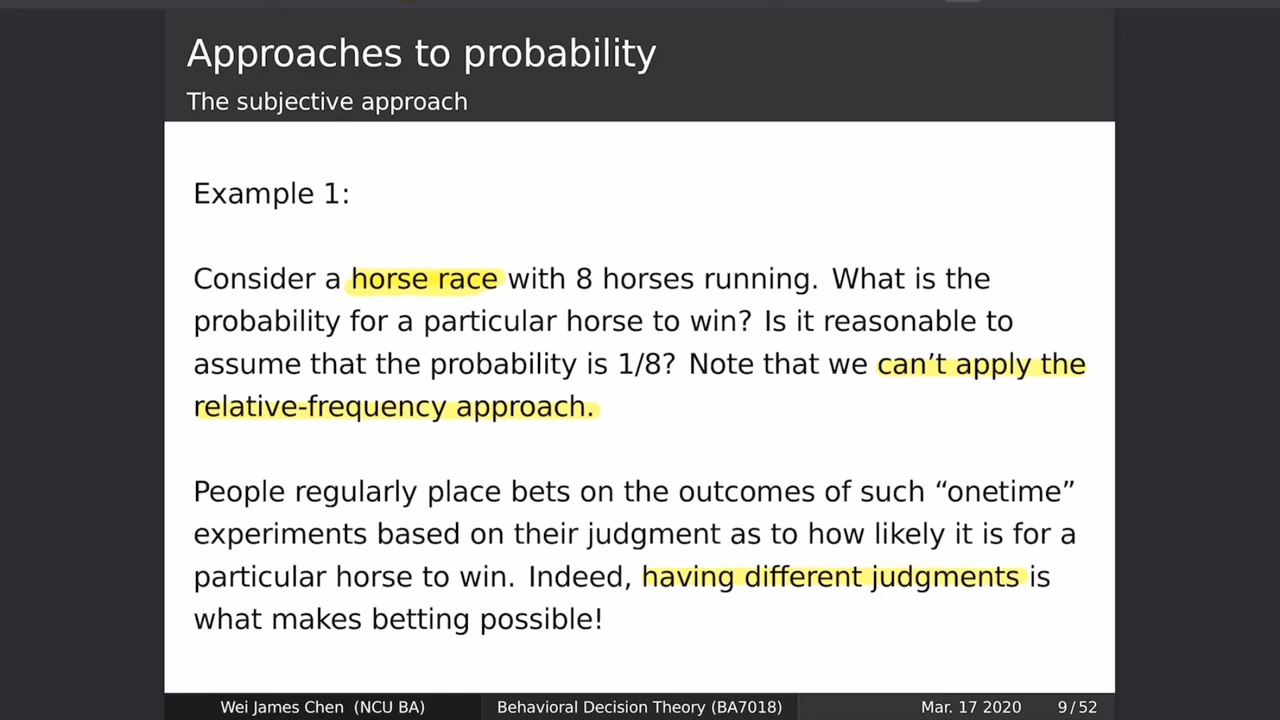 Approaches to probability
The subjective approach
Example 1:
Consider a horse race with 8 horses running. What is the
probability for a particular horse to win? Is it reasonable to
assume that the probability is 1/8? Note that we can’t apply the
relative-frequency approach.
People regularly place bets on the outcomes of such “onetime”
experiments based on their judgment as to how likely it is for a
particular horse to win. Indeed, having different judgments is
what makes betting possible!
Wei James Chen (NCU BA) Behavioral Decision Theory (BA7018) Mar. 17 2020 9 / 52